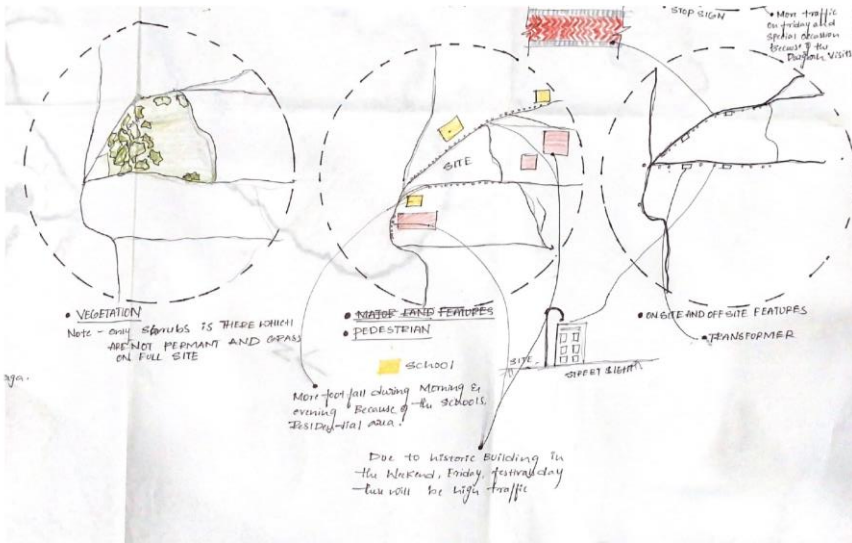 STOP SIGN
• More traffic
on friday and
special occassion
Because of the
Dargah Visits
SITE
• VEGETATION
Note - only shrubs is there which
are not permant and grass
on full site
• MAJOR LAND FEATURES
• PEDESTRIAN
SCHOOL
More foot fall during Morning &
evening Because of the schools,
Residential area.
Due to historic Building in
the Weekend, Friday, festival day
there will be high traffic
SITE
STREET LIGHT
• ON SITE AND OFF SITE FEATURES
• TRANSFORMER